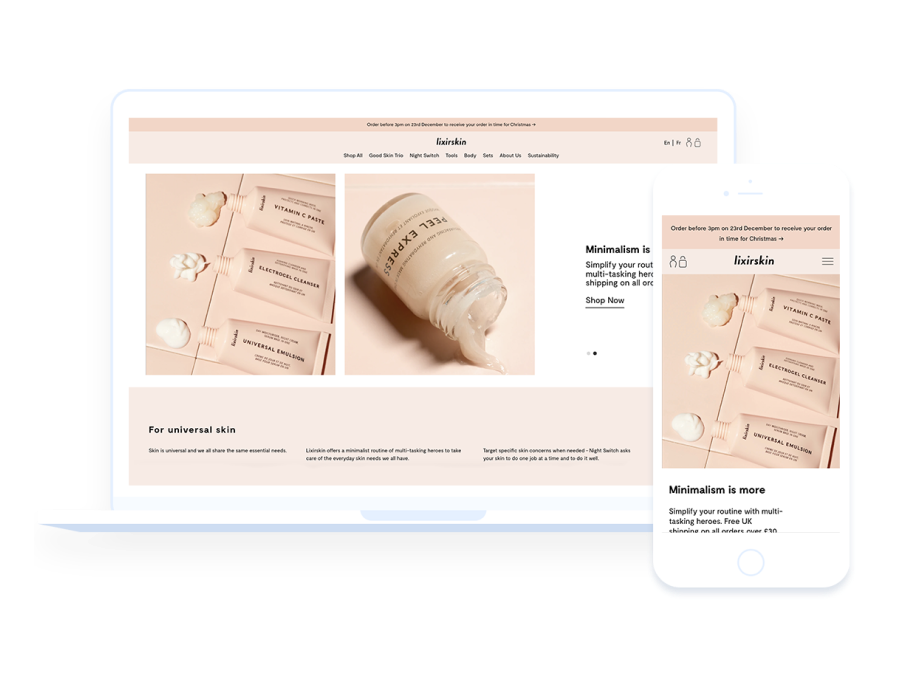 Order before 3pm on 23rd December to receive your order in time for Christmas →
lixirskin
En | Fr
Shop All Good Skin Trio Night Switch Tools Body Sets About Us Sustainability
lixirskin
VITAMIN C PASTE
ELECTROGEL CLEANSER
lixirskin
UNIVERSAL EMULSION
PEEL EXPRESS
Minimalism is
Simplify your rout
multi-tasking hero
shipping on all ord
Shop Now
For universal skin
Skin is universal and we all share the same essential needs.
Lixirskin offers a minimalist routine of multi-tasking heroes to take
care of the everyday skin needs we all have.
Target specific skin concerns when needed - Night Switch asks
your skin to do one job at a time and to do it well.
Order before 3pm on 23rd December to receive your order
in time for Christmas →
lixirskin
lixirskin
VITAMIN C PASTE
lixirskin
ELECTROGEL CLEANSER
lixirskin
UNIVERSAL EMULSION
Minimalism is more
Simplify your routine with multi-
tasking heroes. Free UK
shipping on all orders over £30